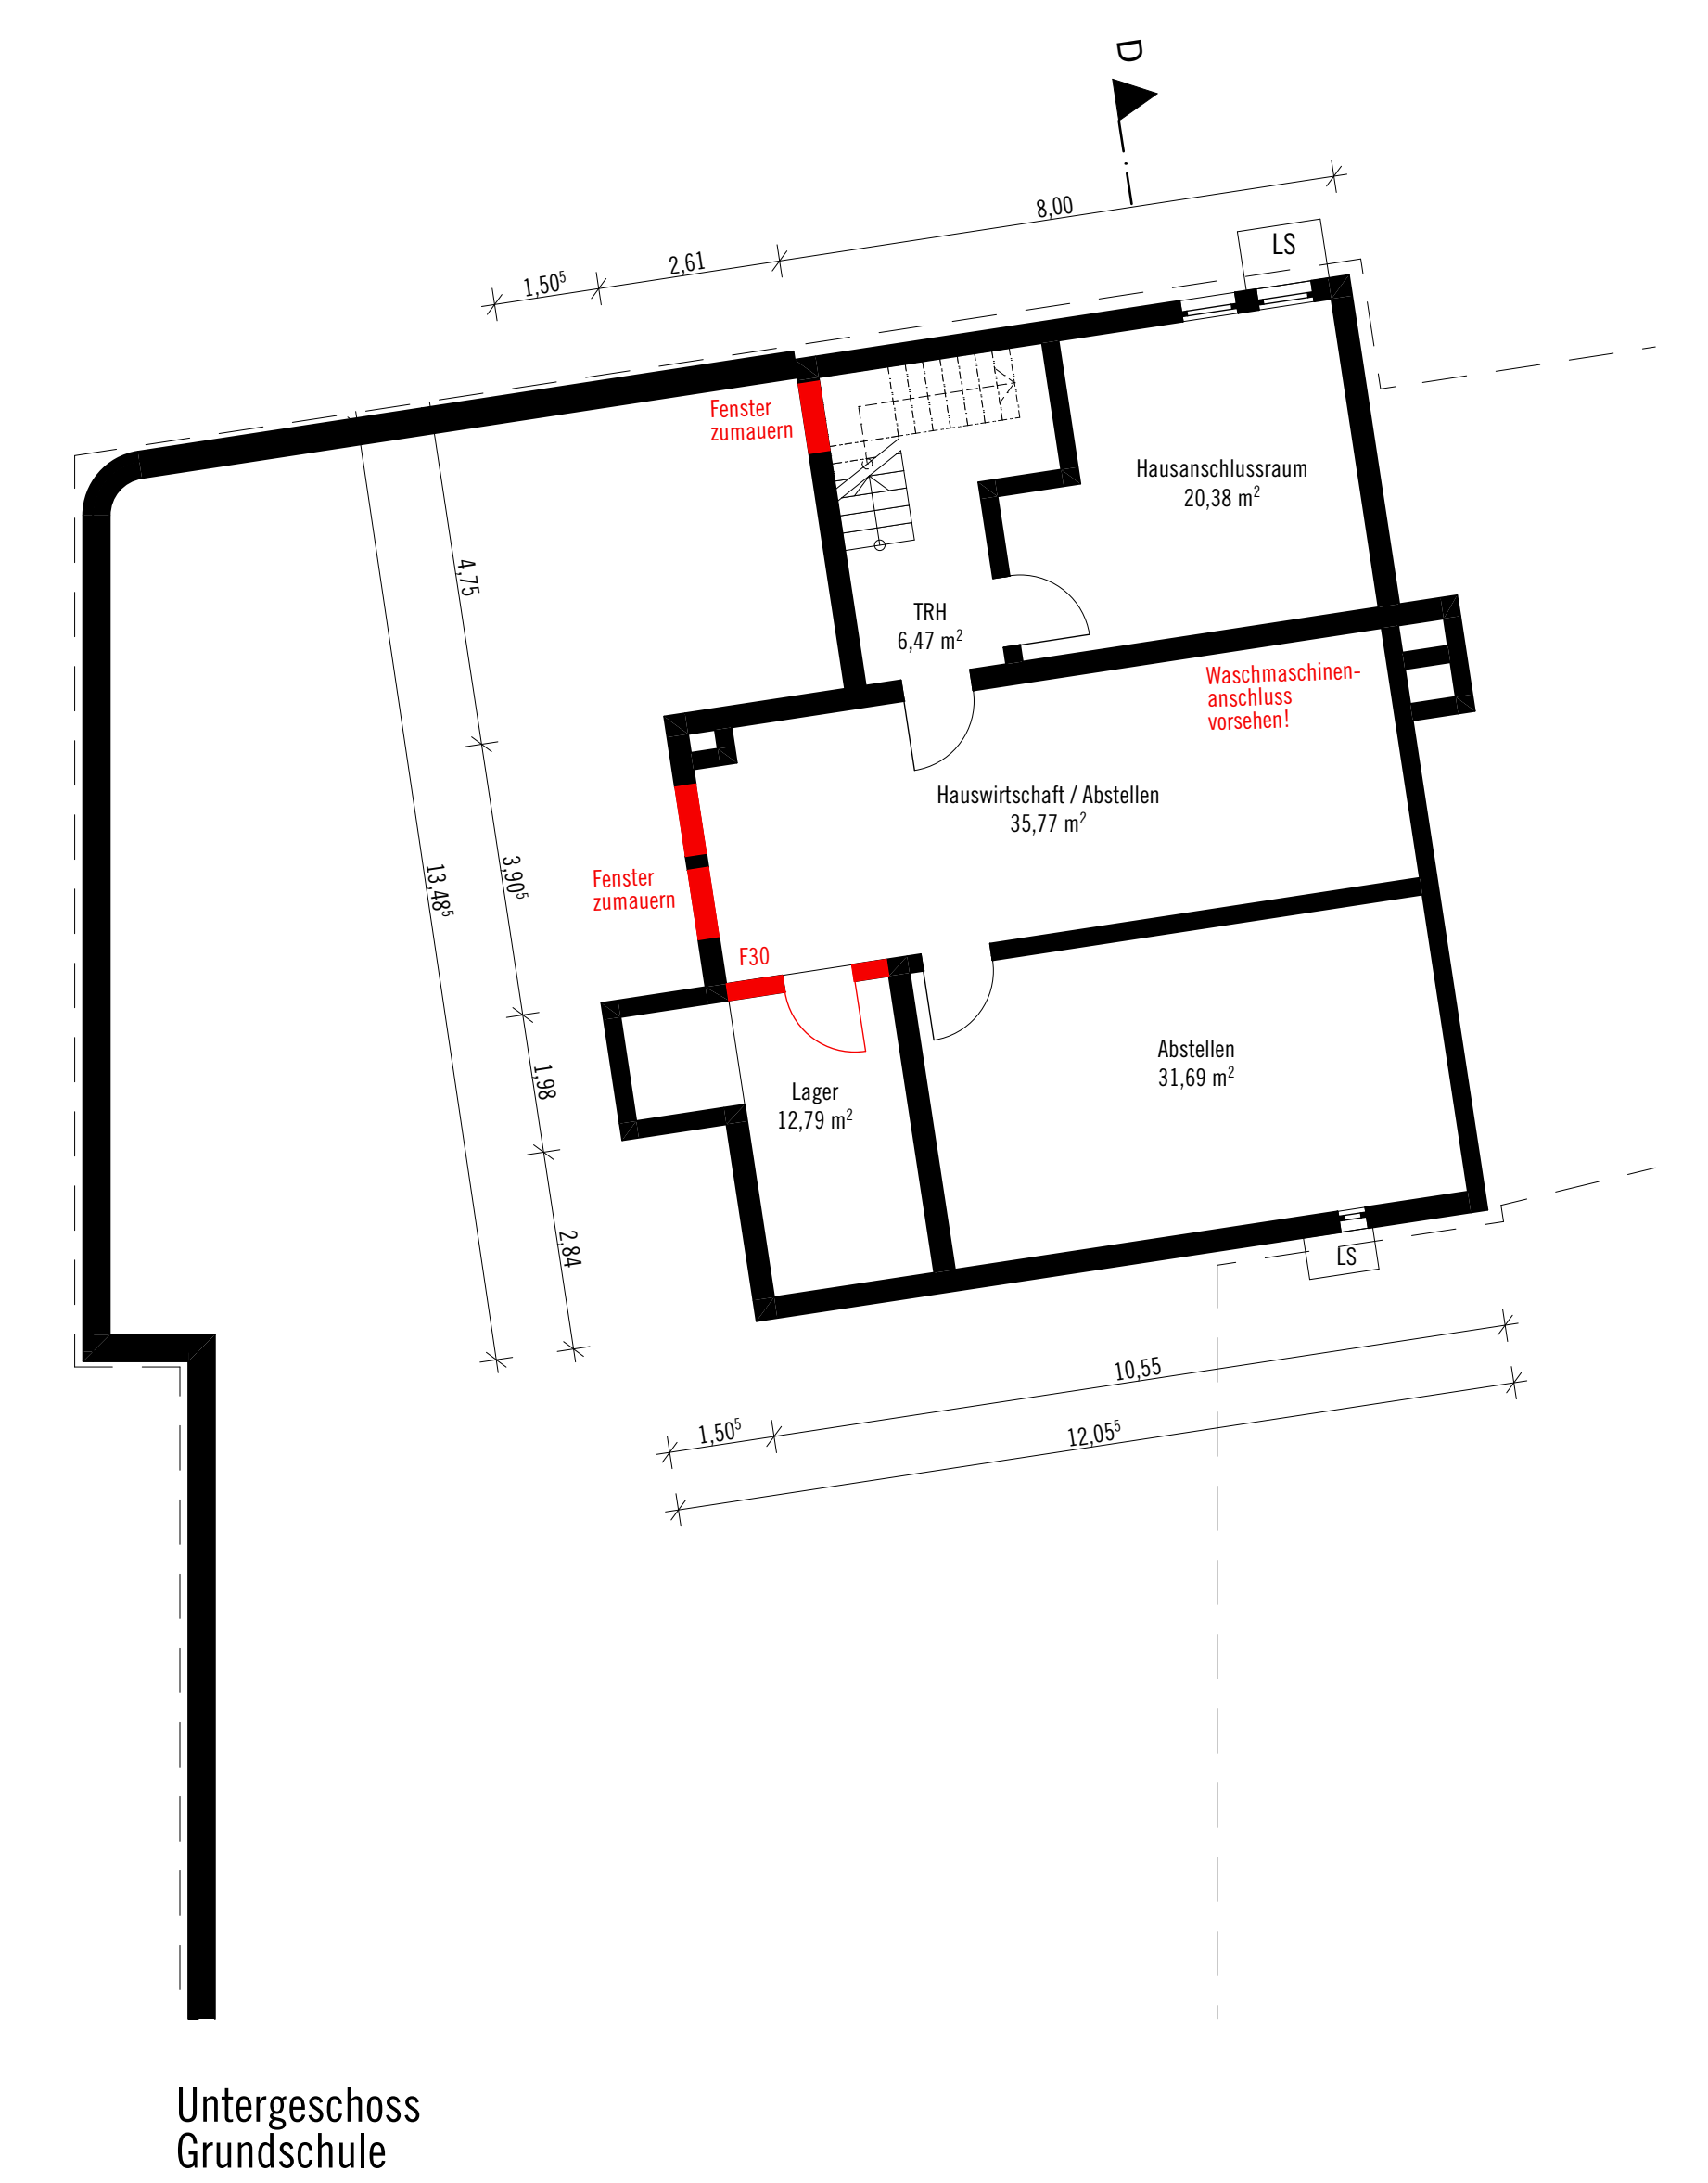 D
8,00
LS
2,61
1,50⁵
Fenster
zumauern
Hausanschlussraum
20,38 m²
4,75
TRH
6,47 m²
Waschmaschinen-
anschluss
vorsehen!
Hauswirtschaft / Abstellen
35,77 m²
13,48⁵
3,90⁵
Fenster
zumauern
F30
1,98
Lager
12,79 m²
Abstellen
31,69 m²
2,84
LS
10,55
1,50⁵
12,05⁵
Untergeschoss
Grundschule